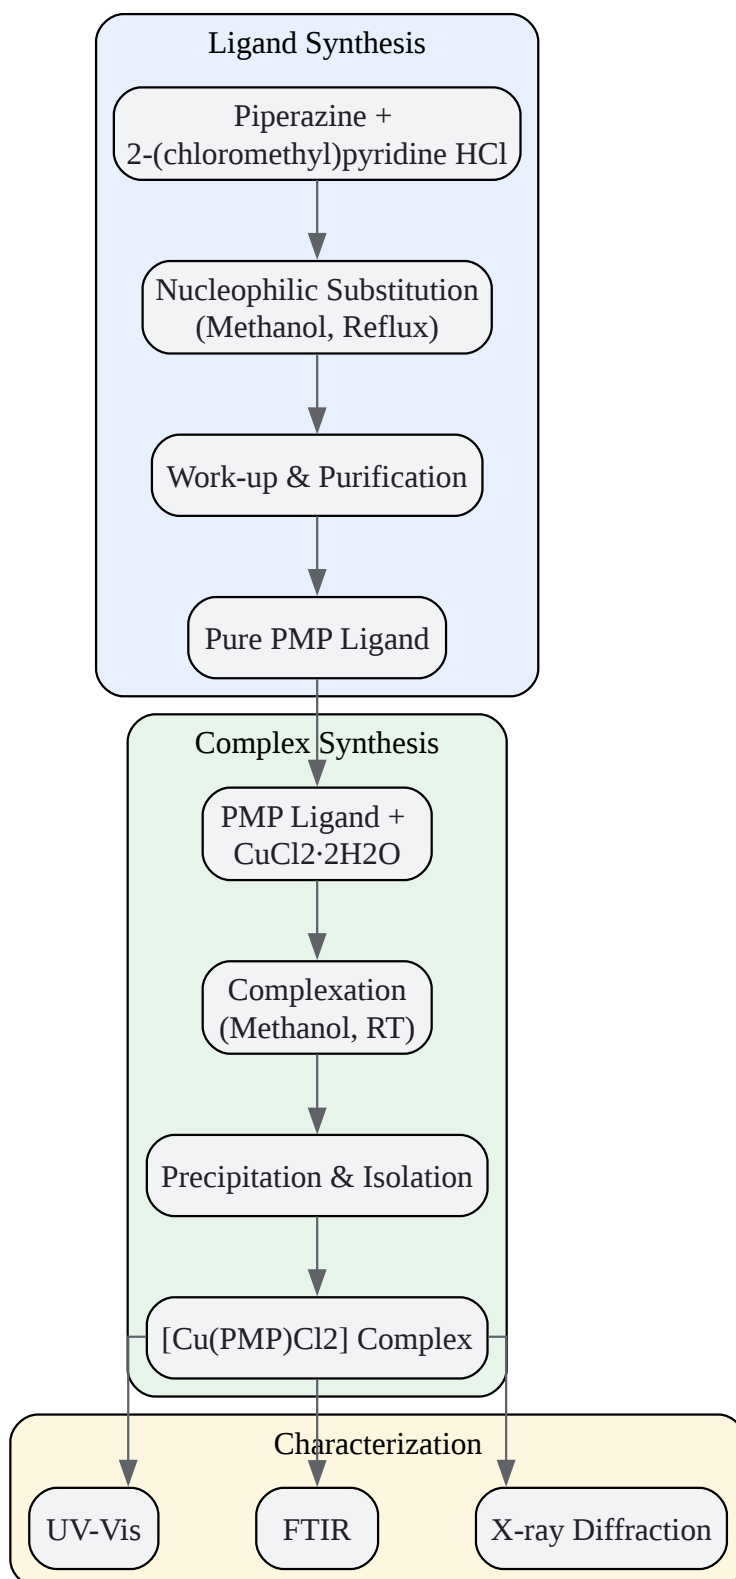 Ligand Synthesis
Piperazine +
2-(chloromethyl)pyridine HCl
Nucleophilic Substitution
(Methanol, Reflux)
Work-up & Purification
Pure PMP Ligand
Complex Synthesis
PMP Ligand +
CuCl2·2H2O
Complexation
(Methanol, RT)
Precipitation & Isolation
[Cu(PMP)Cl2] Complex
Characterization
UV-Vis
FTIR
X-ray Diffraction